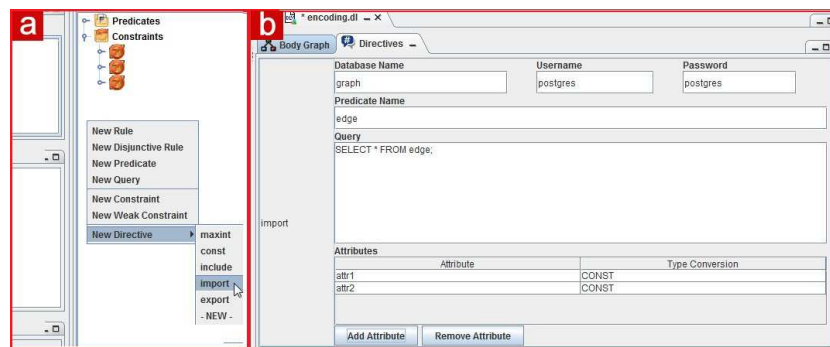 a
Predicates
Constraints
New Rule
New Disjunctive Rule
New Predicate
New Query
New Constraint
New Weak Constraint
New Directive
maxint
const
include
import
export
- NEW -
b
* encoding.dl
Body Graph
Directives
Database Name
Username
Password
graph
postgres
postgres
Predicate Name
edge
Query
SELECT * FROM edge;
import
Attributes
Attribute
Type Conversion
attr1
CONST
attr2
CONST
Add Attribute
Remove Attribute